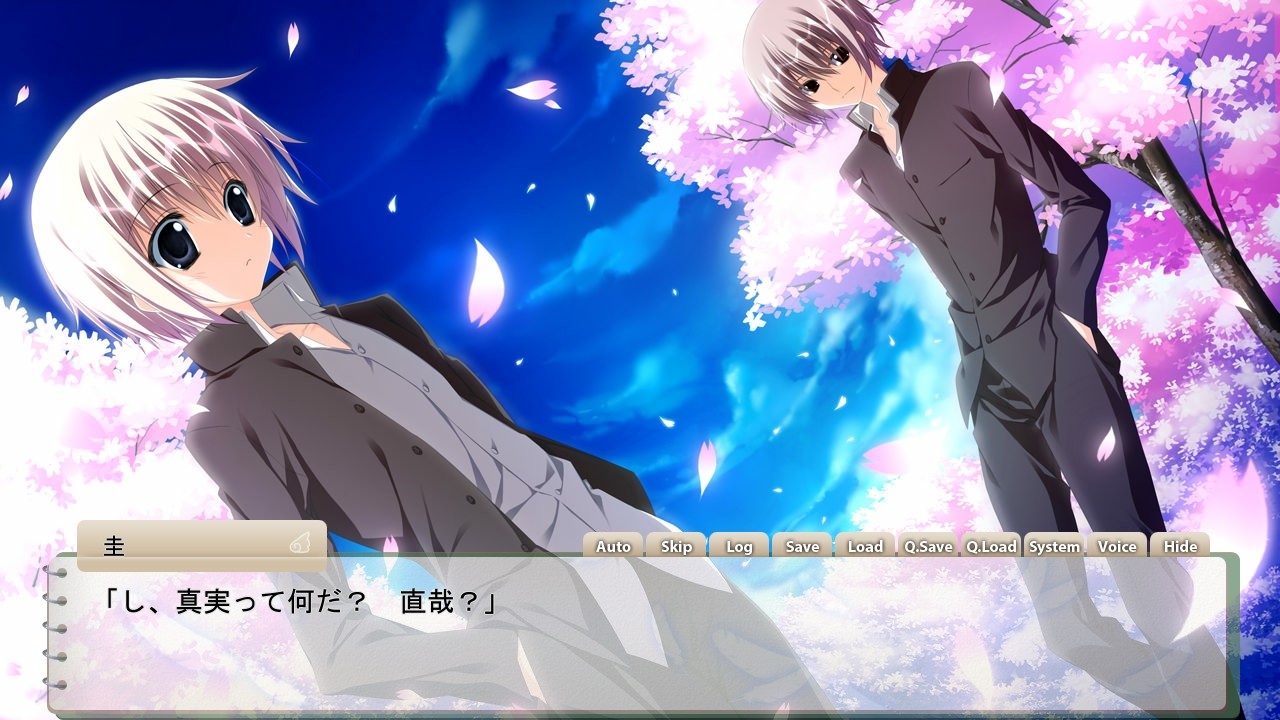 圭
Auto Skip Log Save Load Q.Save Q.Load System Voice Hide
「し、真実って何だ？　直哉？」